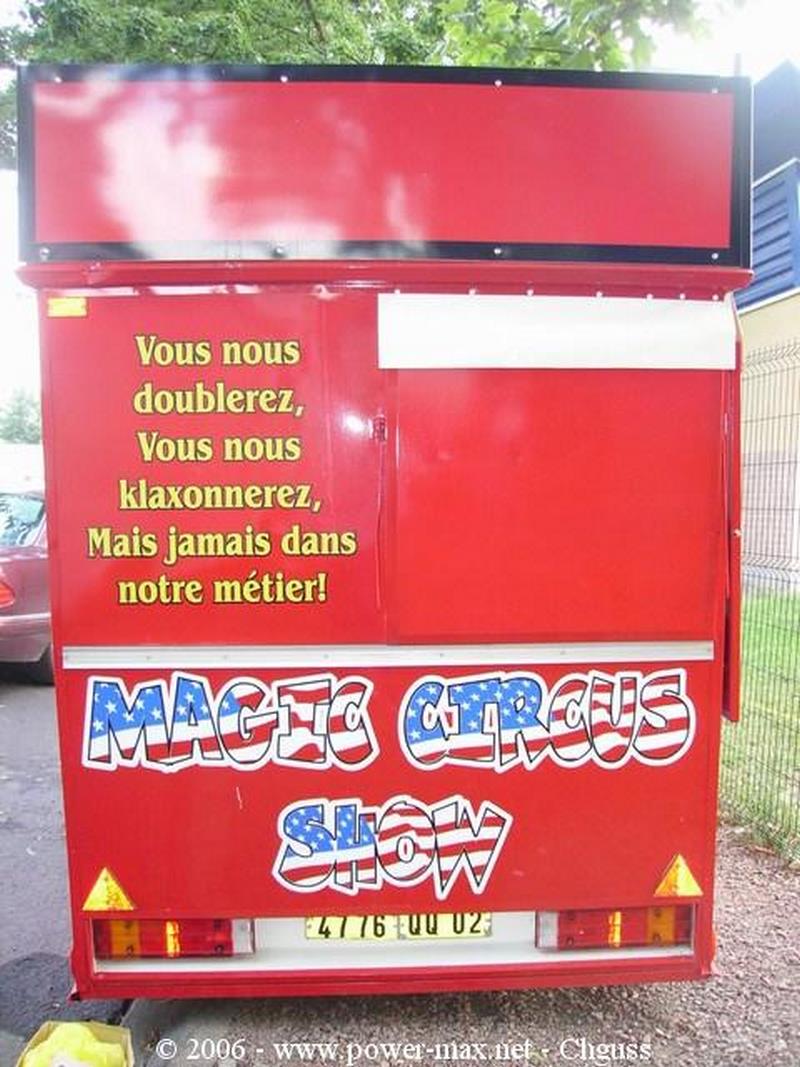 Vous nous
doublerez,
Vous nous
klaxonnerez,
Mais jamais dans
notre métier!
MAGIC CIRCUS
SHOW
4776 QQ 02
© 2006 - www.power-max.net - Chguss